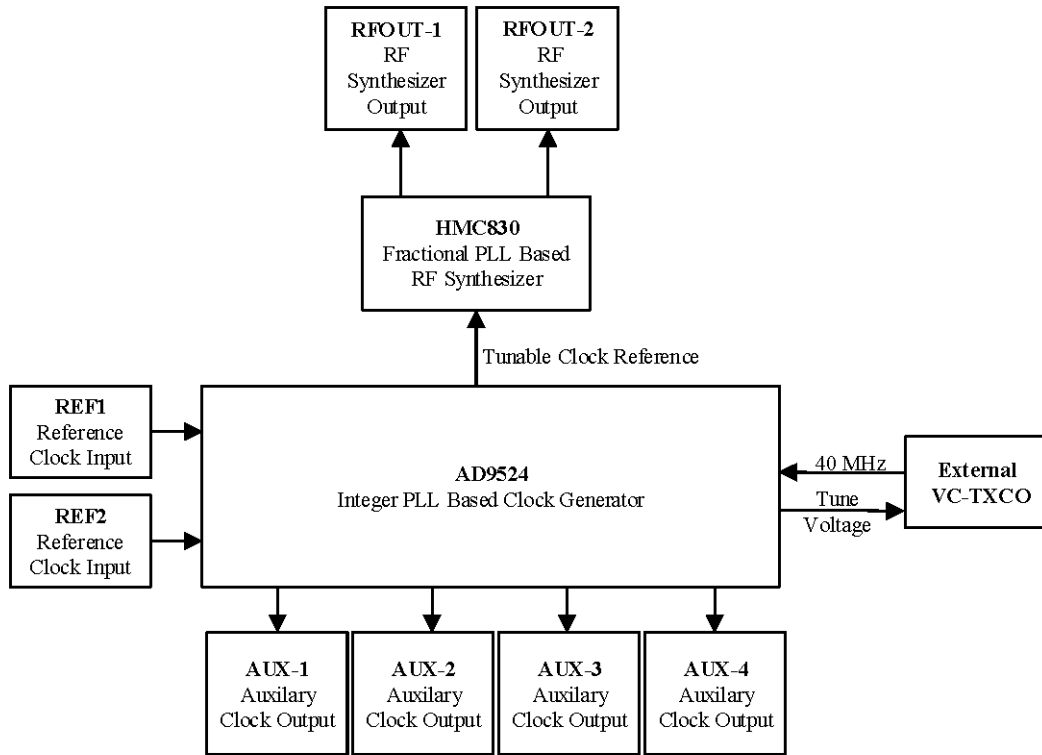 RFOUT-1
RF
Synthesizer
Output
RFOUT-2
RF
Synthesizer
Output
HMC830
Fractional PLL Based
RF Synthesizer
Tunable Clock Reference
REF1
Reference
Clock Input
REF2
Reference
Clock Input
AD9524
Integer PLL Based Clock Generator
40 MHz
Tune
Voltage
External
VC-TXCO
AUX-1
Auxilary
Clock Output
AUX-2
Auxilary
Clock Output
AUX-3
Auxilary
Clock Output
AUX-4
Auxilary
Clock Output